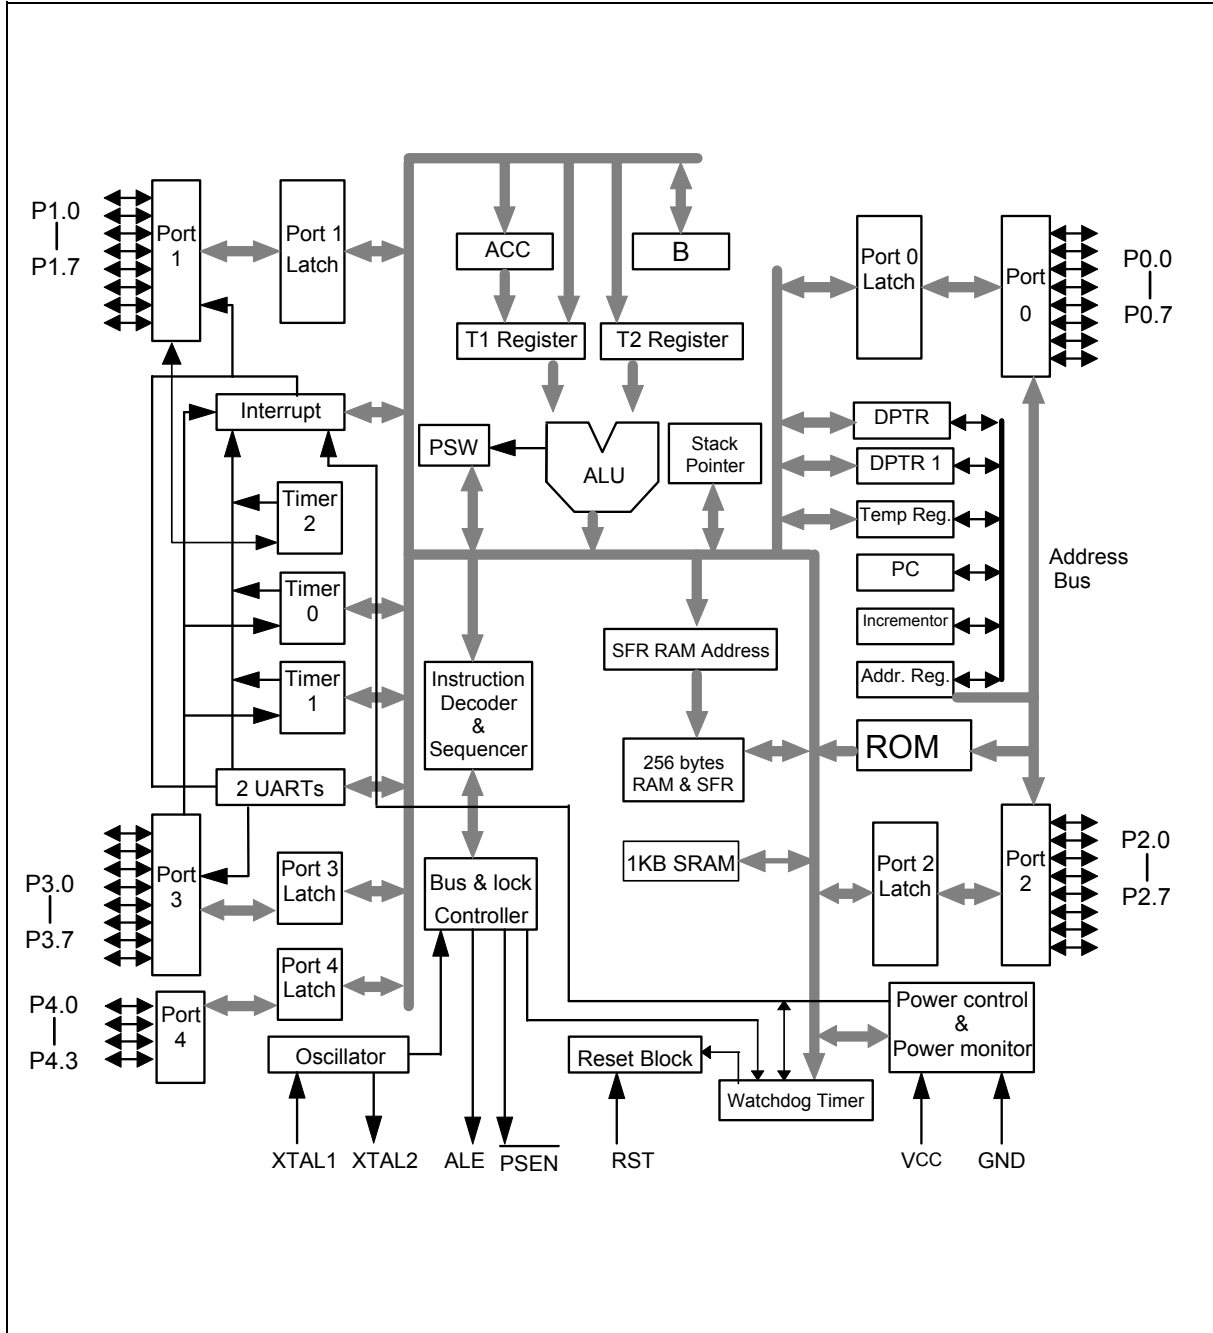 P1.0
P1.7
Port
1
Port 1
Latch
ACC
B
T1 Register
T2 Register
Port 0
Latch
Port
0
P0.0
P0.7
Interrupt
PSW
ALU
Stack
Pointer
DPTR
DPTR 1
Temp Reg.
PC
Incrementor
Addr. Reg.
Address
Bus
Timer
2
Timer
0
Timer
1
2 UARTs
Instruction
Decoder
&
Sequencer
SFR RAM Address
256 bytes
RAM & SFR
ROM
1KB SRAM
Port 2
Latch
Port
2
P2.0
P2.7
P3.0
P3.7
Port
3
Port 3
Latch
Bus & lock
Controller
P4.0
P4.3
Port
4
Port 4
Latch
Oscillator
Reset Block
Watchdog Timer
Power control
&
Power monitor
XTAL1
XTAL2
ALE
PSEN
RST
VCC
GND